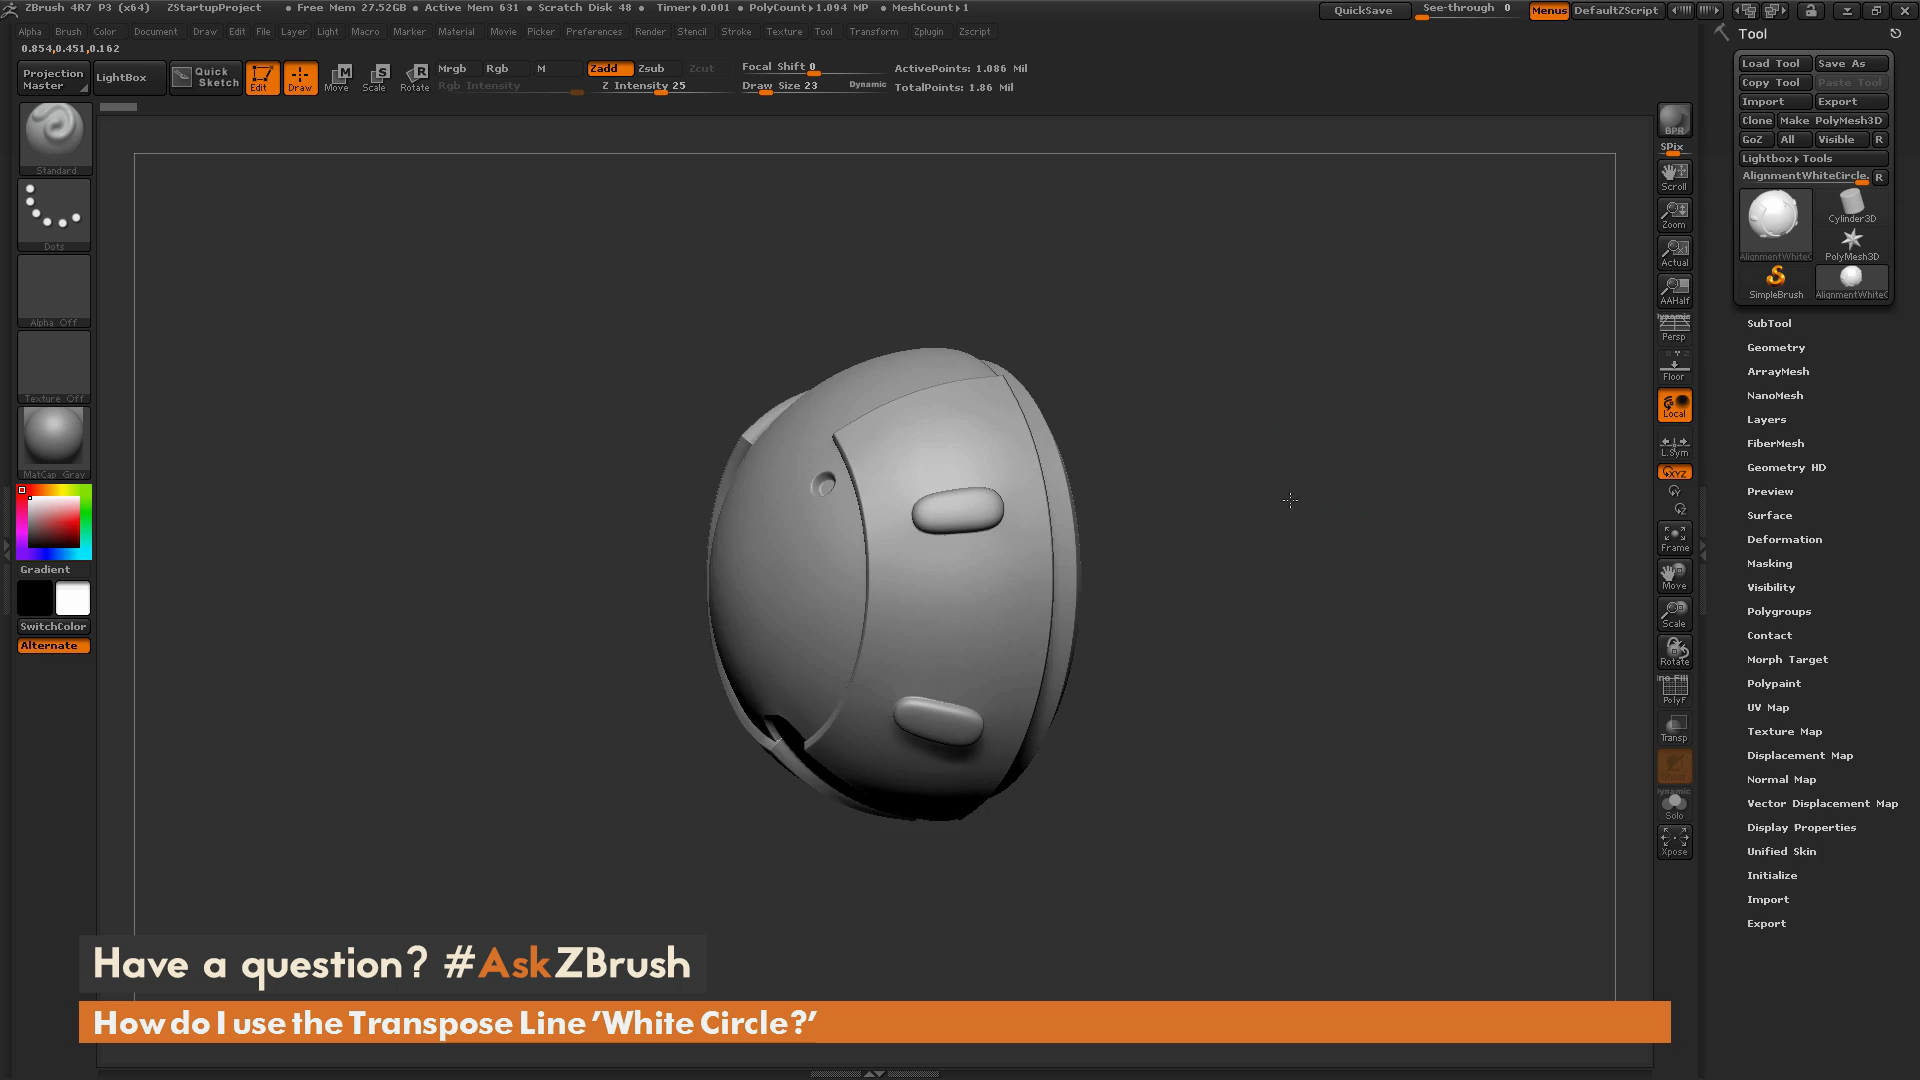 ZBrush 4R7 P3 (x64) ZStartupProject • Free Mem 27.52GB • Active Mem 631 • Scratch Disk 48 • Timer▸0.001 • PolyCount▸1.094 MP • MeshCount▸1 QuickSave See-through 0 Menus DefaultZScript
Alpha Brush Color Document Draw Edit File Layer Light Macro Marker Material Movie Picker Preferences Render Stencil Stroke Texture Tool Transform Zplugin Zscript
0.854,0.451,0.162
Projection Master
LightBox
Quick Sketch
Edit
Draw
Move
Scale
Rotate
Mrgb Rgb M
Rgb Intensity
Zadd Zsub Zcut
Z Intensity 25
Focal Shift 0
Draw Size 23 Dynamic
ActivePoints: 1.086 Mil
TotalPoints: 1.86 Mil
Standard
Dots
Alpha Off
Texture Off
MatCap Gray
Gradient
SwitchColor
Alternate
BPR
SPix
Scroll
Zoom
Actual
AAHalf
Dynamic
Persp
Floor
Local
L.Sym
XYZ
Frame
Move
Scale
Rotate
PolyF
Transp
Dynamic
Solo
Xpose
Tool
Load Tool Save As
Copy Tool Paste Tool
Import Export
Clone Make PolyMesh3D
GoZ All Visible R
Lightbox▸Tools
AlignmentWhiteCircle. R
AlignmentWhiteC
Cylinder3D
PolyMesh3D
SimpleBrush
AlignmentWhiteC
SubTool
Geometry
ArrayMesh
NanoMesh
Layers
FiberMesh
Geometry HD
Preview
Surface
Deformation
Masking
Visibility
Polygroups
Contact
Morph Target
Polypaint
UV Map
Texture Map
Displacement Map
Normal Map
Vector Displacement Map
Display Properties
Unified Skin
Initialize
Import
Export
Have a question? #AskZBrush
How do I use the Transpose Line 'White Circle?'